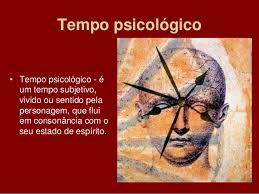 Tempo psicológico
• Tempo psicológico - é
um tempo subjetivo,
vivido ou sentido pela
personagem, que flui
em consonância com o
seu estado de espírito.